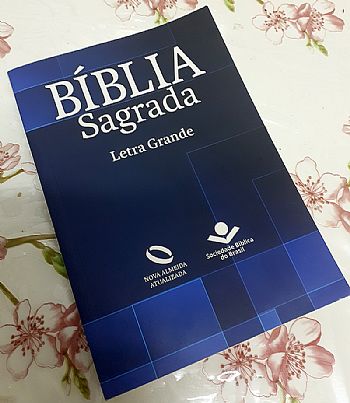 BÍBLIA
Sagrada
Letra Grande
NOVA ALMEIDA
ATUALIZADA
Sociedade Bíblica
do Brasil